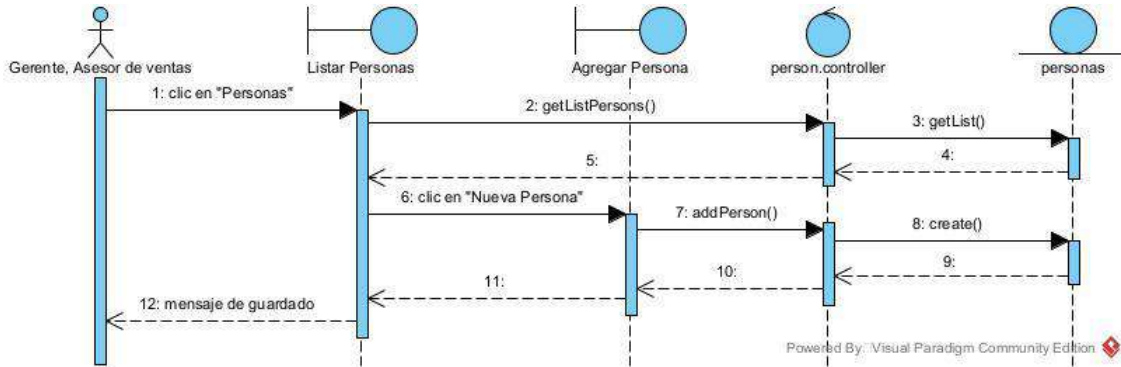 Gerente, Asesor de ventas
Listar Personas
Agregar Persona
person.controller
personas
1: clic en "Personas"
2: getListPersons()
3: getList()
4:
5:
6: clic en "Nueva Persona"
7: addPerson()
8: create()
9:
10:
11:
12: mensaje de guardado
Powered By: Visual Paradigm Community Edition